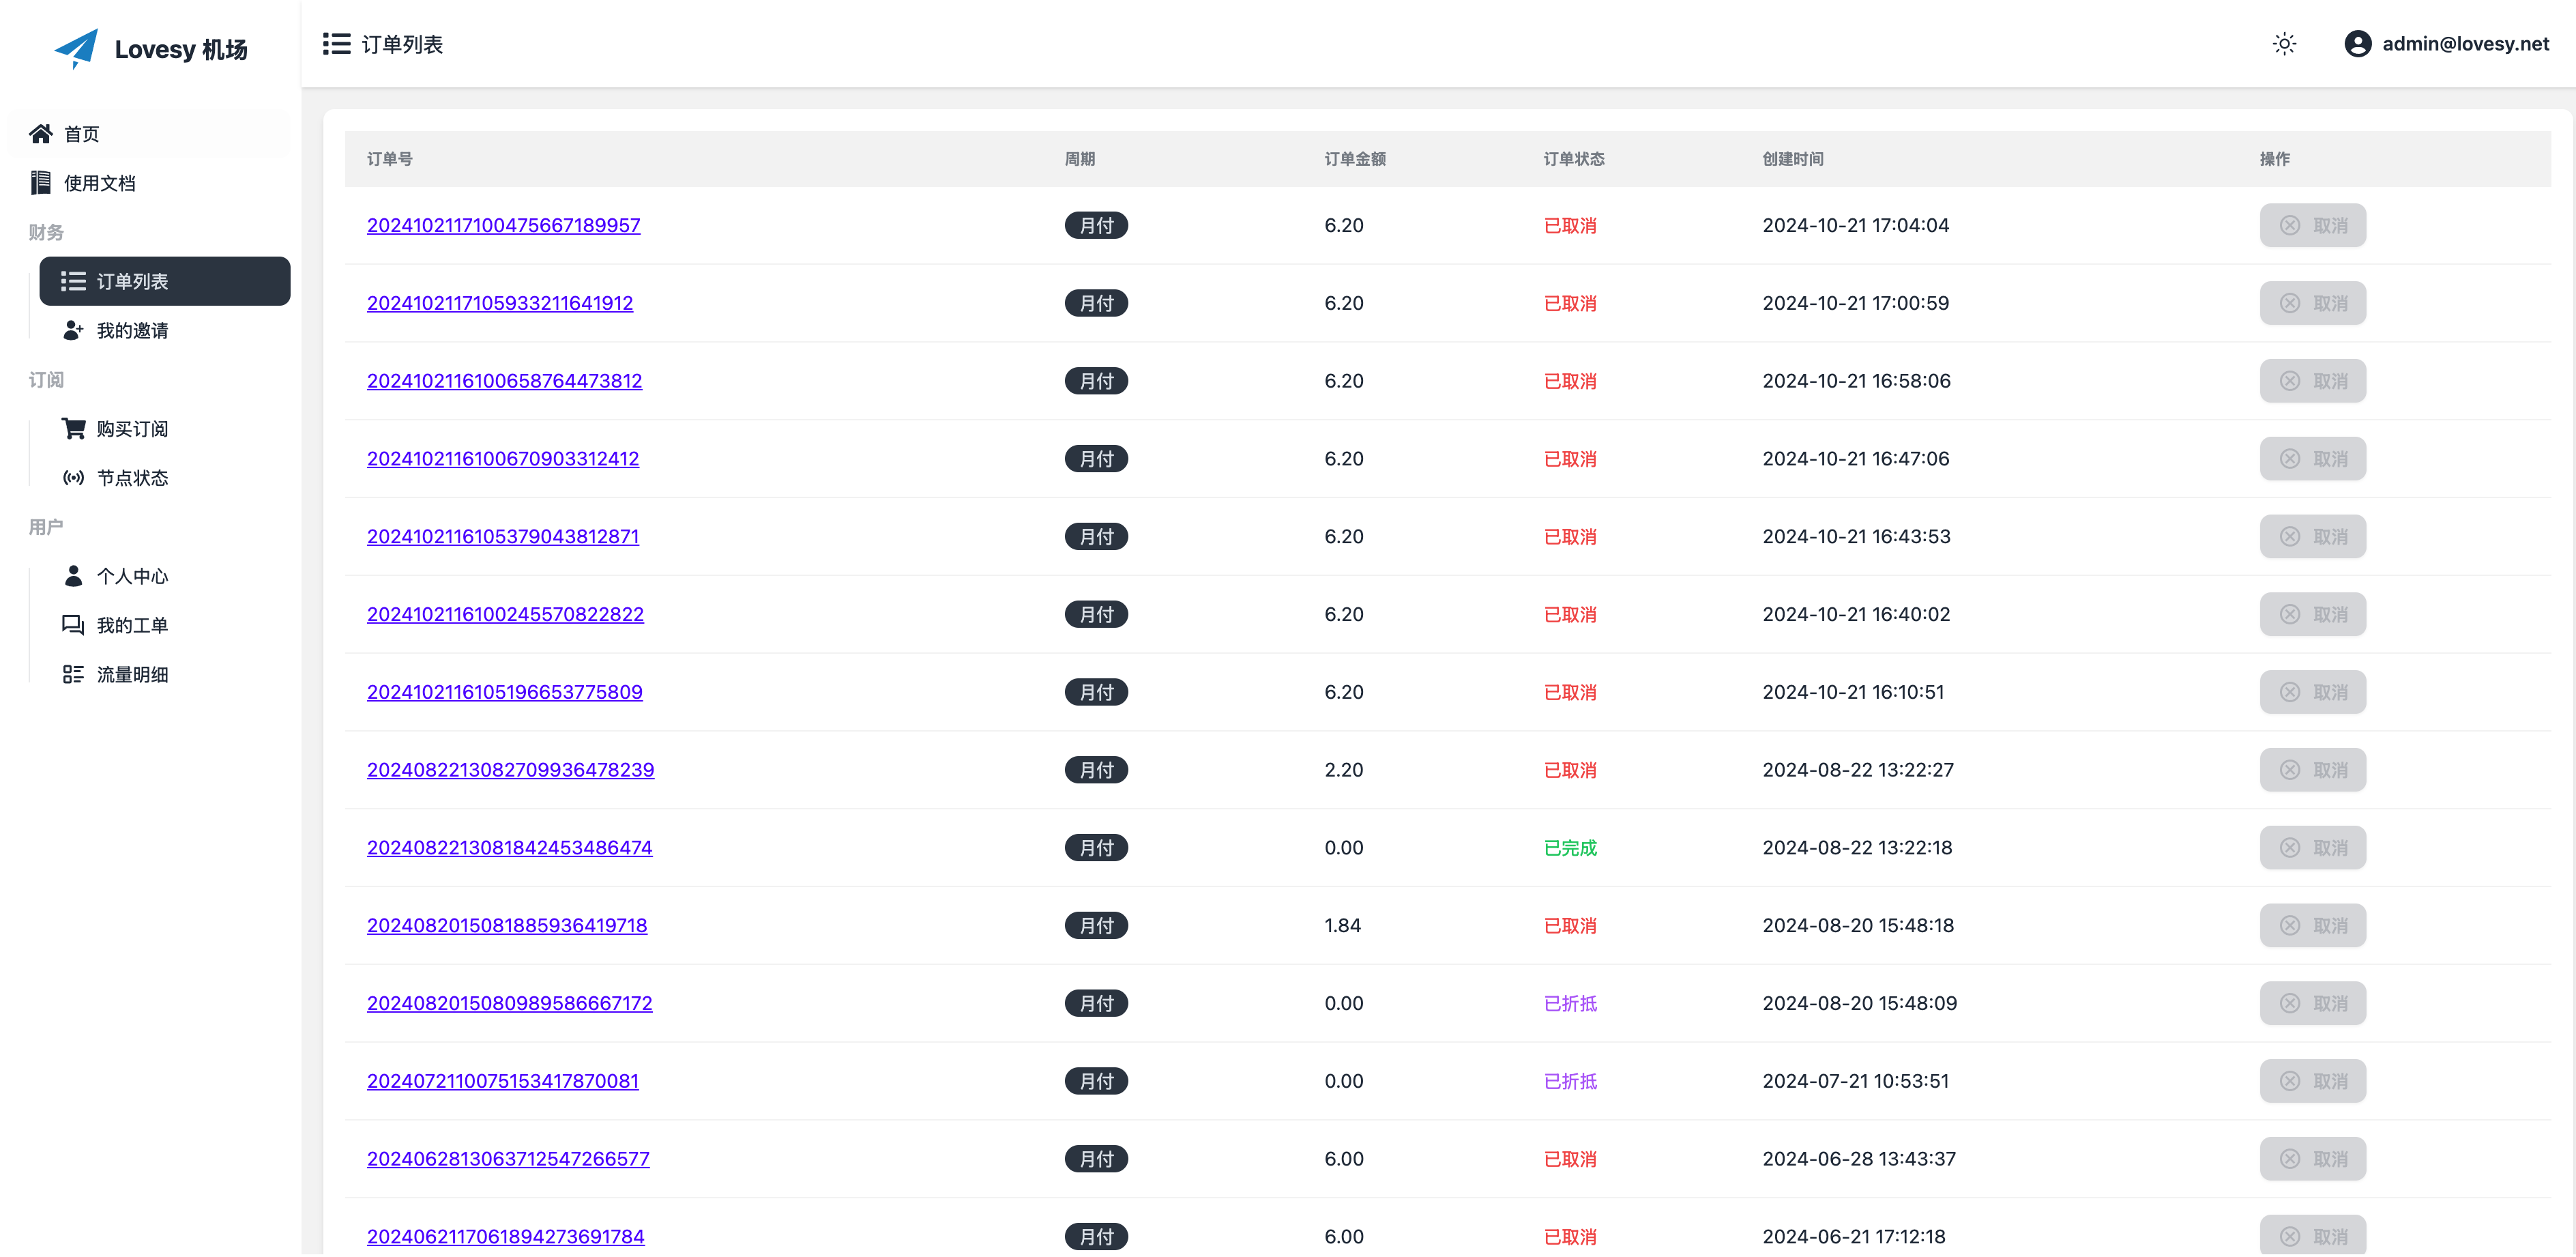 Lovesy 机场
首页
使用文档
财务
订单列表
我的邀请
订阅
购买订阅
节点状态
用户
个人中心
我的工单
流量明细
订单列表
admin@lovesy.net
订单号 周期 订单金额 订单状态 创建时间 操作
2024102117100475667189957 月付 6.20 已取消 2024-10-21 17:04:04 取消
2024102117105933211641912 月付 6.20 已取消 2024-10-21 17:00:59 取消
2024102116100658764473812 月付 6.20 已取消 2024-10-21 16:58:06 取消
2024102116100670903312412 月付 6.20 已取消 2024-10-21 16:47:06 取消
2024102116105379043812871 月付 6.20 已取消 2024-10-21 16:43:53 取消
2024102116100245570822822 月付 6.20 已取消 2024-10-21 16:40:02 取消
2024102116105196653775809 月付 6.20 已取消 2024-10-21 16:10:51 取消
2024082213082709936478239 月付 2.20 已取消 2024-08-22 13:22:27 取消
2024082213081842453486474 月付 0.00 已完成 2024-08-22 13:22:18 取消
2024082015081885936419718 月付 1.84 已取消 2024-08-20 15:48:18 取消
2024082015080989586667172 月付 0.00 已折抵 2024-08-20 15:48:09 取消
2024072110075153417870081 月付 0.00 已折抵 2024-07-21 10:53:51 取消
2024062813063712547266577 月付 6.00 已取消 2024-06-28 13:43:37 取消
2024062117061894273691784 月付 6.00 已取消 2024-06-21 17:12:18 取消